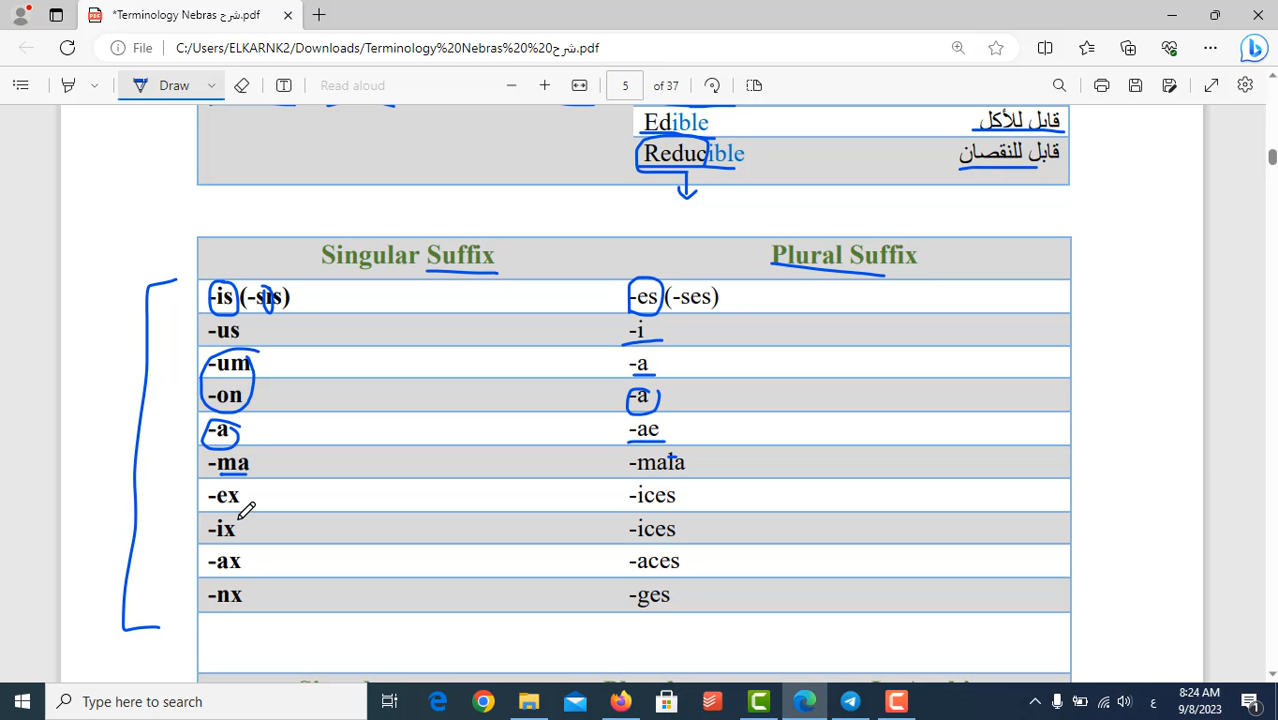 *Terminology Nebras شرح.pdf
File
C:/Users/ELKARNK2/Downloads/Terminology%20Nebras%20%20شرح.pdf
Draw
Read aloud
5 of 37
Edible قابل للأكل
Reducible قابل للنقصان
Singular Suffix Plural Suffix
-is (-sis) -es (-ses)
-us -i
-um -a
-on -a
-a -ae
-ma -mala
-ex -ices
-ix -ices
-ax -aces
-nx -ges
Type here to search
ع
8:24 AM
9/8/2023